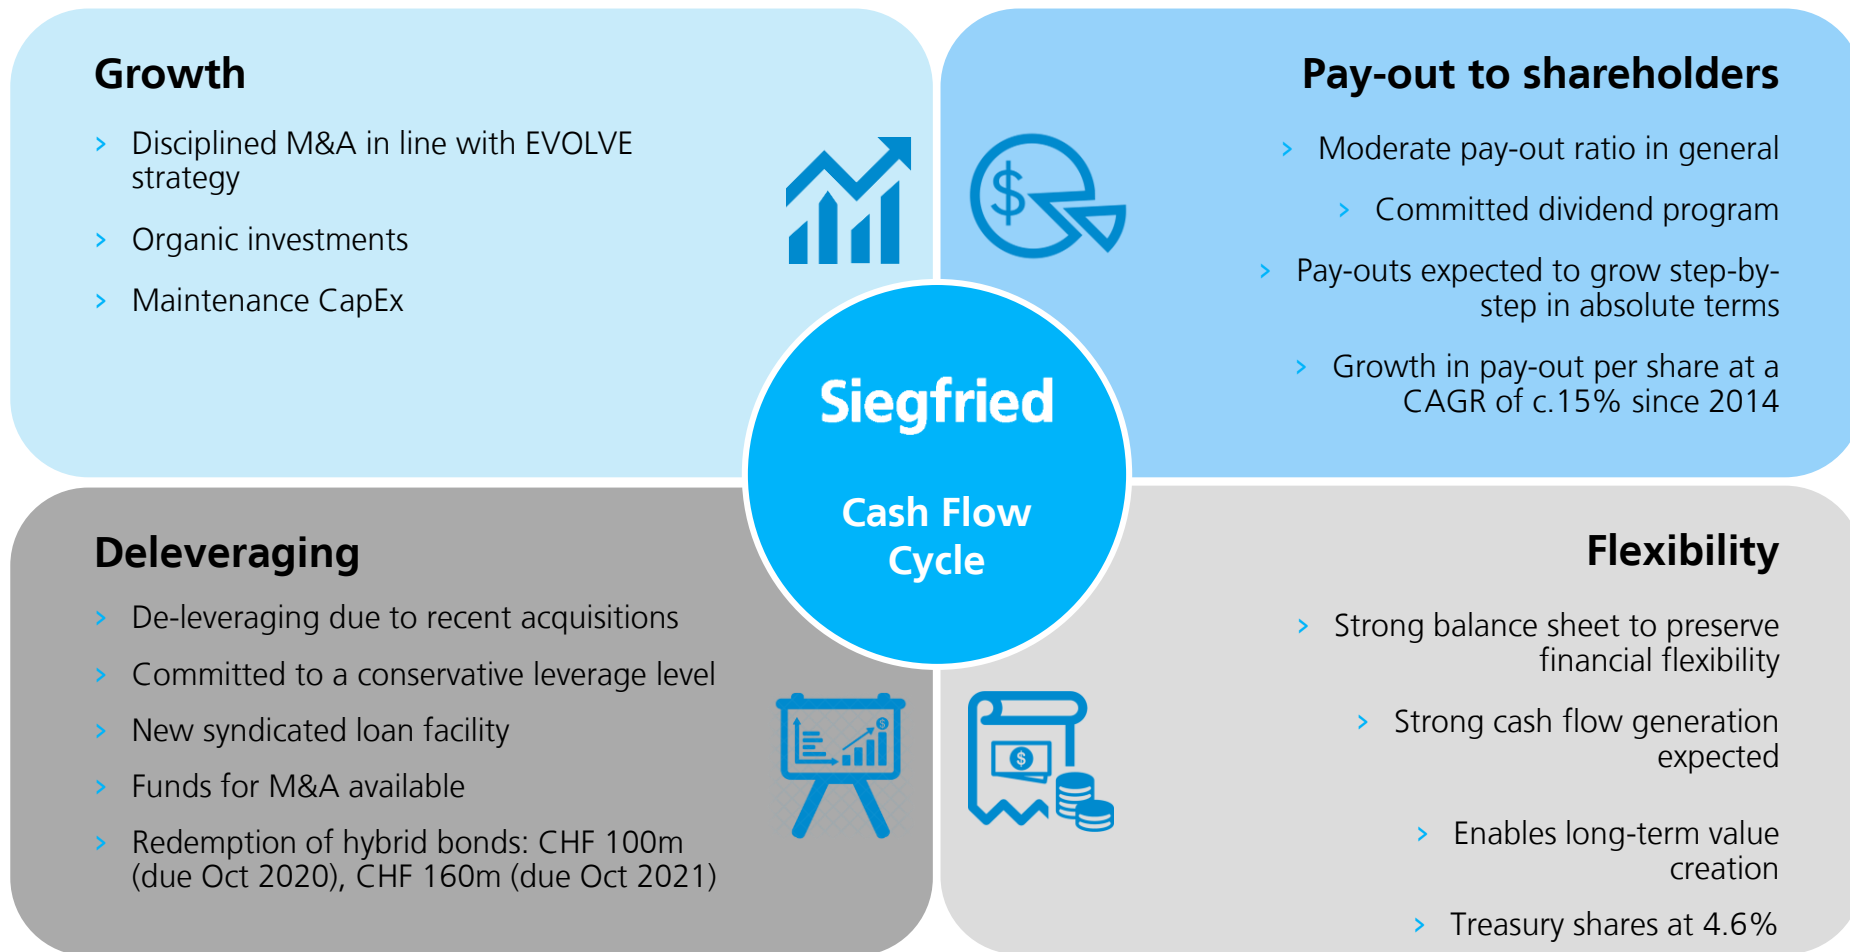 Growth
› Disciplined M&A in line with EVOLVE
strategy
› Organic investments
› Maintenance CapEx
Pay-out to shareholders
› Moderate pay-out ratio in general
› Committed dividend program
› Pay-outs expected to grow step-by-
step in absolute terms
› Growth in pay-out per share at a
CAGR of c.15% since 2014
Siegfried
Cash Flow
Cycle
Deleveraging
› De-leveraging due to recent acquisitions
› Committed to a conservative leverage level
› New syndicated loan facility
› Funds for M&A available
› Redemption of hybrid bonds: CHF 100m
(due Oct 2020), CHF 160m (due Oct 2021)
Flexibility
› Strong balance sheet to preserve
financial flexibility
› Strong cash flow generation
expected
› Enables long-term value
creation
› Treasury shares at 4.6%